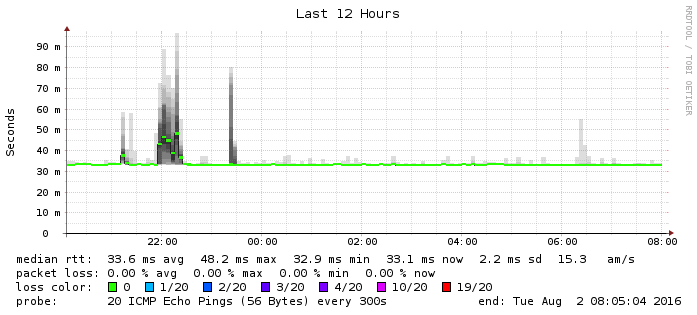 Last 12 Hours
RRDTOOL / TOBI OETIKER
Seconds
90 m
80 m
70 m
60 m
50 m
40 m
30 m
20 m
10 m
0
22:00 00:00 02:00 04:00 06:00 08:00
median rtt: 33.6 ms avg 48.2 ms max 32.9 ms min 33.1 ms now 2.2 ms sd 15.3 am/s
packet loss: 0.00 % avg 0.00 % max 0.00 % min 0.00 % now
loss color: 0 1/20 2/20 3/20 4/20 10/20 19/20
probe: 20 ICMP Echo Pings (56 Bytes) every 300s end: Tue Aug 2 08:05:04 2016